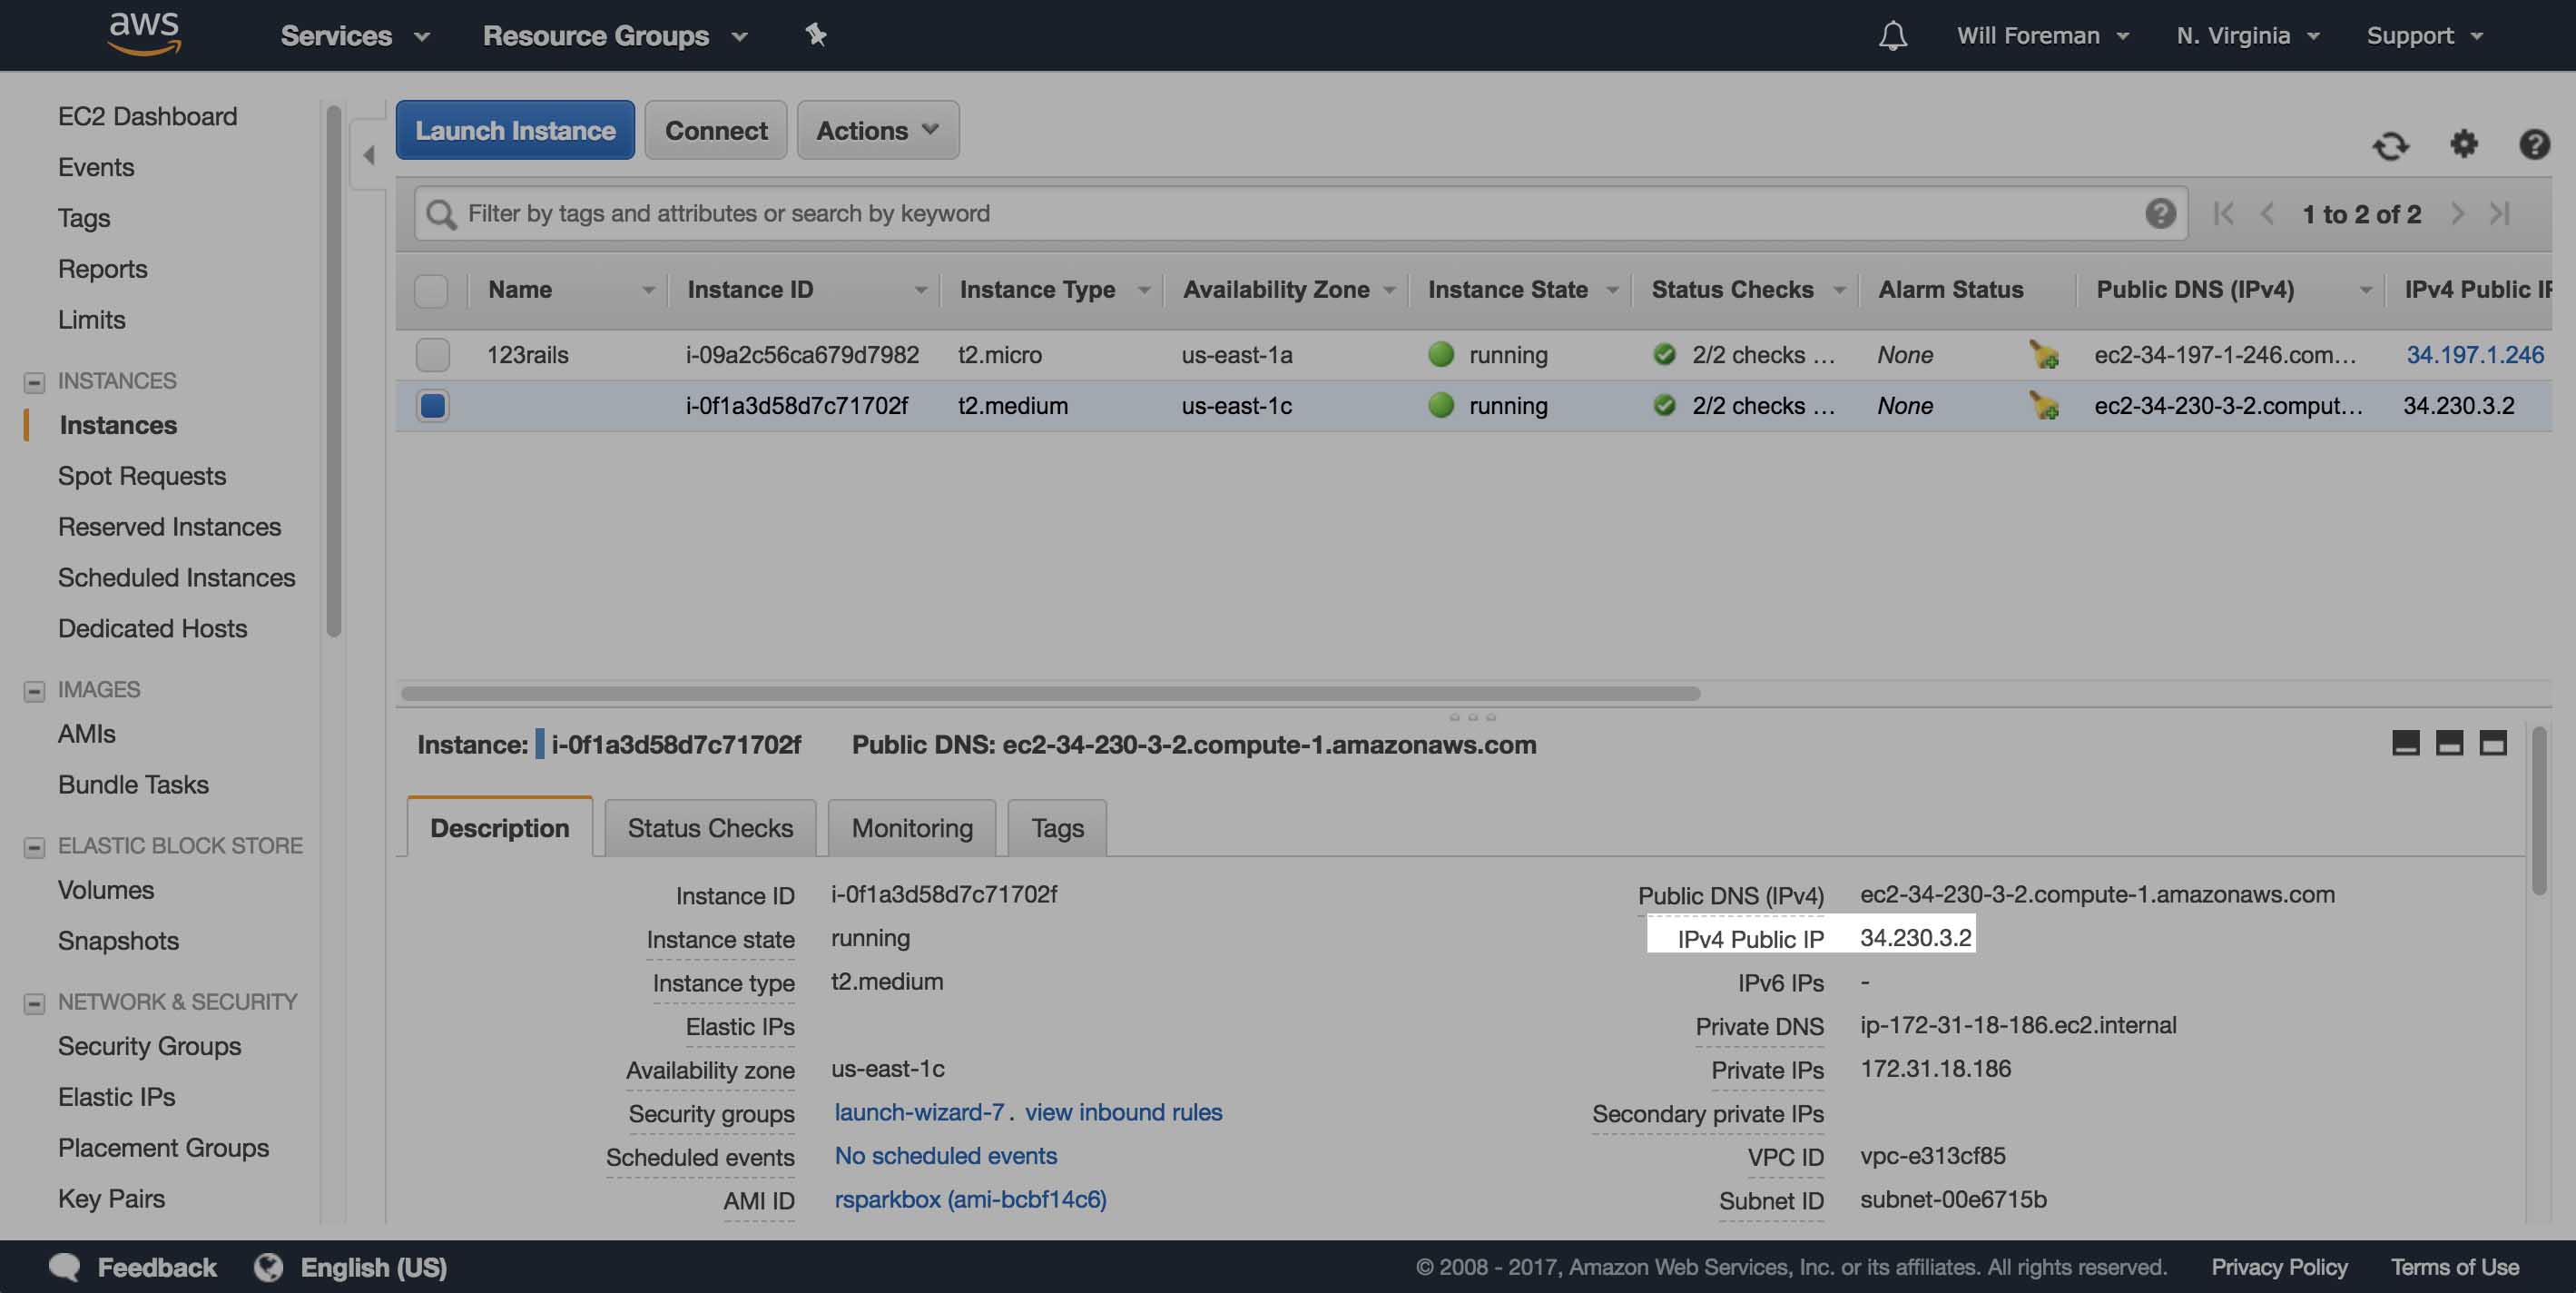 aws Services Resource Groups Will Foreman N. Virginia Support
EC2 Dashboard
Events
Tags
Reports
Limits
INSTANCES
Instances
Spot Requests
Reserved Instances
Scheduled Instances
Dedicated Hosts
IMAGES
AMIs
Bundle Tasks
ELASTIC BLOCK STORE
Volumes
Snapshots
NETWORK & SECURITY
Security Groups
Elastic IPs
Placement Groups
Key Pairs
Launch Instance Connect Actions
Filter by tags and attributes or search by keyword 1 to 2 of 2
Name Instance ID Instance Type Availability Zone Instance State Status Checks Alarm Status Public DNS (IPv4) IPv4 Public IP
123rails i-09a2c56ca679d7982 t2.micro us-east-1a running 2/2 checks … None ec2-34-197-1-246.com… 34.197.1.246
i-0f1a3d58d7c71702f t2.medium us-east-1c running 2/2 checks … None ec2-34-230-3-2.comput… 34.230.3.2
Instance: i-0f1a3d58d7c71702f Public DNS: ec2-34-230-3-2.compute-1.amazonaws.com
Description Status Checks Monitoring Tags
Instance ID i-0f1a3d58d7c71702f
Instance state running
Instance type t2.medium
Elastic IPs
Availability zone us-east-1c
Security groups launch-wizard-7. view inbound rules
Scheduled events No scheduled events
AMI ID rsparkbox (ami-bcbf14c6)
Public DNS (IPv4) ec2-34-230-3-2.compute-1.amazonaws.com
IPv4 Public IP 34.230.3.2
IPv6 IPs -
Private DNS ip-172-31-18-186.ec2.internal
Private IPs 172.31.18.186
Secondary private IPs
VPC ID vpc-e313cf85
Subnet ID subnet-00e6715b
Feedback English (US) © 2008 - 2017, Amazon Web Services, Inc. or its affiliates. All rights reserved. Privacy Policy Terms of Use